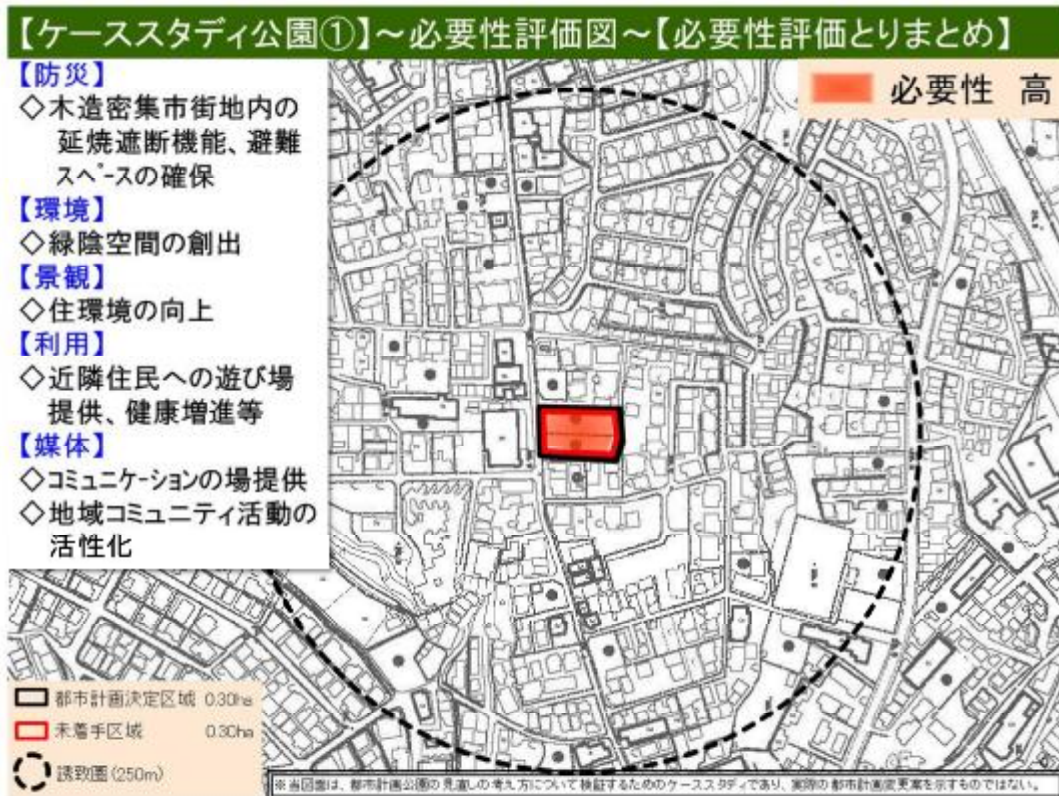 【ケーススタディ公園①】～必要性評価図～【必要性評価とりまとめ】
必要性 高
【防災】
◇木造密集市街地内の
延焼遮断機能、避難
スペースの確保
【環境】
◇緑陰空間の創出
【景観】
◇住環境の向上
【利用】
◇近隣住民への遊び場
提供、健康増進等
【媒体】
◇コミュニケーションの場提供
◇地域コミュニティ活動の
活性化
都市計画決定区域 0.30ha
未着手区域 0.30ha
誘致圏(250m)
※当図面は、都市計画公園の見直しの考え方について検証するためのケーススタディであり、実際の都市計画変更案を示すものではない。